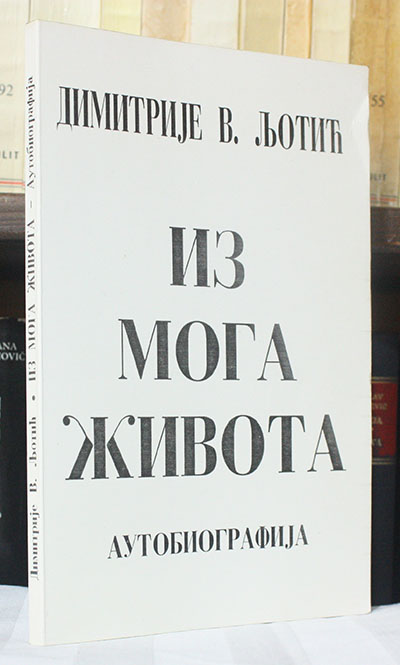 ДИМИТРИЈЕ В. ЉОТИЋ
ИЗ
МОГА
ЖИВОТА
АУТОБИОГРАФИЈА
Димитрије В. Љотић • ИЗ МОГА ЖИВОТА – Аутобиографија